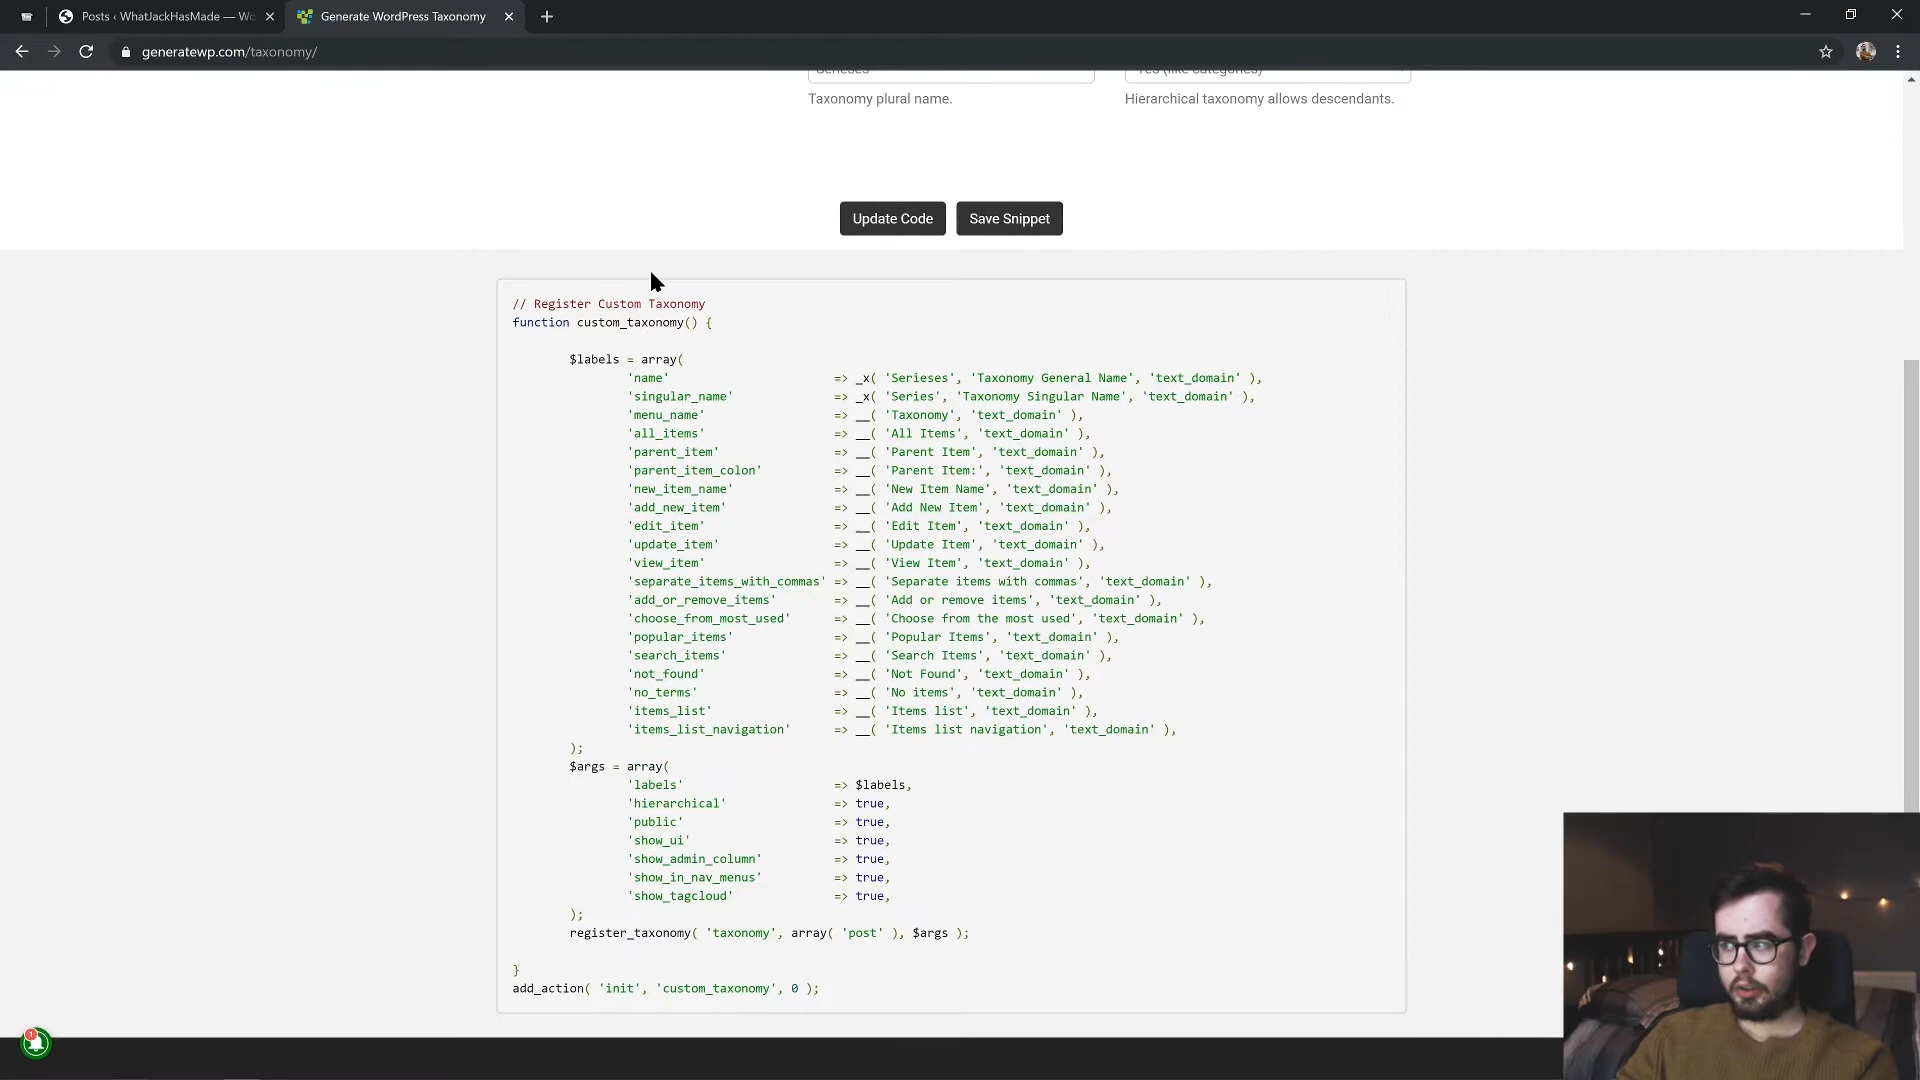 Posts ‹ WhatJackHasMade — Wo
Generate WordPress Taxonomy
generatewp.com/taxonomy/
Serieses
Yes (like categories)
Taxonomy plural name.
Hierarchical taxonomy allows descendants.
Update Code
Save Snippet
// Register Custom Taxonomy
function custom_taxonomy() {
$labels = array(
'name' => _x( 'Serieses', 'Taxonomy General Name', 'text_domain' ),
'singular_name' => _x( 'Series', 'Taxonomy Singular Name', 'text_domain' ),
'menu_name' => __( 'Taxonomy', 'text_domain' ),
'all_items' => __( 'All Items', 'text_domain' ),
'parent_item' => __( 'Parent Item', 'text_domain' ),
'parent_item_colon' => __( 'Parent Item:', 'text_domain' ),
'new_item_name' => __( 'New Item Name', 'text_domain' ),
'add_new_item' => __( 'Add New Item', 'text_domain' ),
'edit_item' => __( 'Edit Item', 'text_domain' ),
'update_item' => __( 'Update Item', 'text_domain' ),
'view_item' => __( 'View Item', 'text_domain' ),
'separate_items_with_commas' => __( 'Separate items with commas', 'text_domain' ),
'add_or_remove_items' => __( 'Add or remove items', 'text_domain' ),
'choose_from_most_used' => __( 'Choose from the most used', 'text_domain' ),
'popular_items' => __( 'Popular Items', 'text_domain' ),
'search_items' => __( 'Search Items', 'text_domain' ),
'not_found' => __( 'Not Found', 'text_domain' ),
'no_terms' => __( 'No items', 'text_domain' ),
'items_list' => __( 'Items list', 'text_domain' ),
'items_list_navigation' => __( 'Items list navigation', 'text_domain' ),
);
$args = array(
'labels' => $labels,
'hierarchical' => true,
'public' => true,
'show_ui' => true,
'show_admin_column' => true,
'show_in_nav_menus' => true,
'show_tagcloud' => true,
);
register_taxonomy( 'taxonomy', array( 'post' ), $args );
}
add_action( 'init', 'custom_taxonomy', 0 );
1